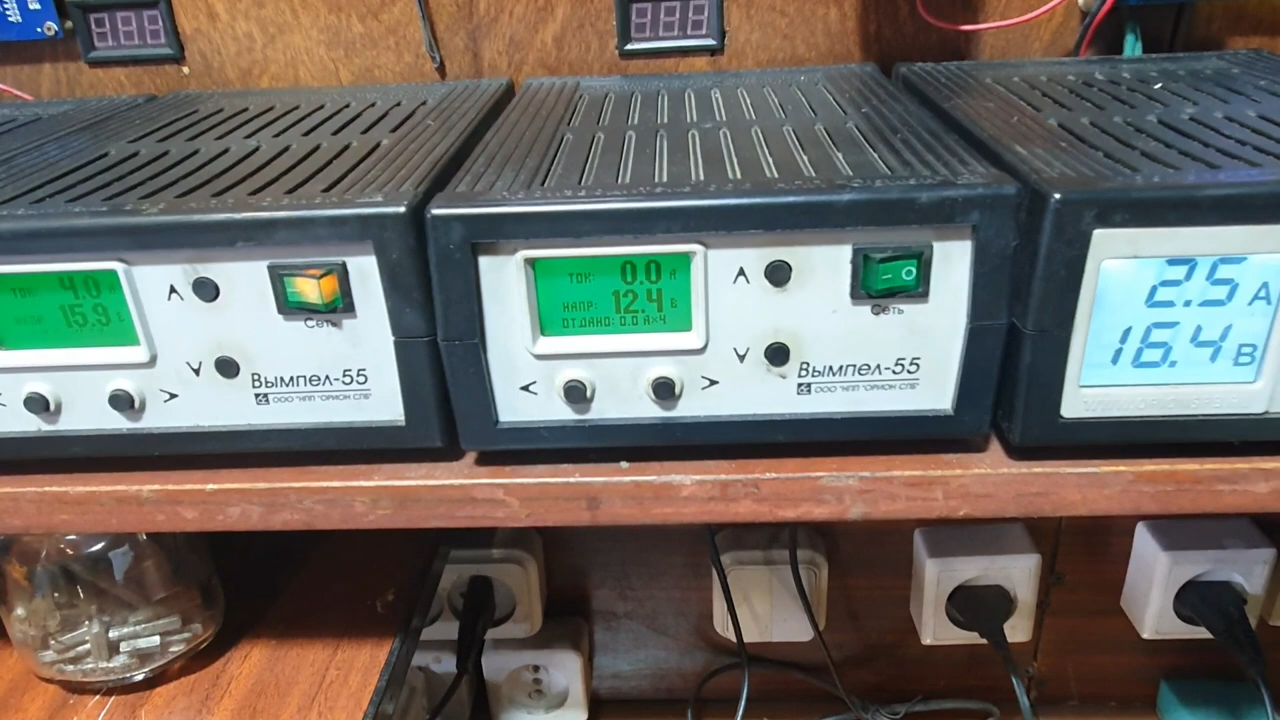 ТОК: 4.0 А
НАПР: 15.9 В
Сеть
Вымпел-55
ООО "НПП "ОРИОН СПБ"
ТОК: 0.0 А
НАПР: 12.4 В
ОТДАНО: 0.0 А×Ч
Сеть
Вымпел-55
ООО "НПП "ОРИОН СПБ"
2.5 А
16.4 В